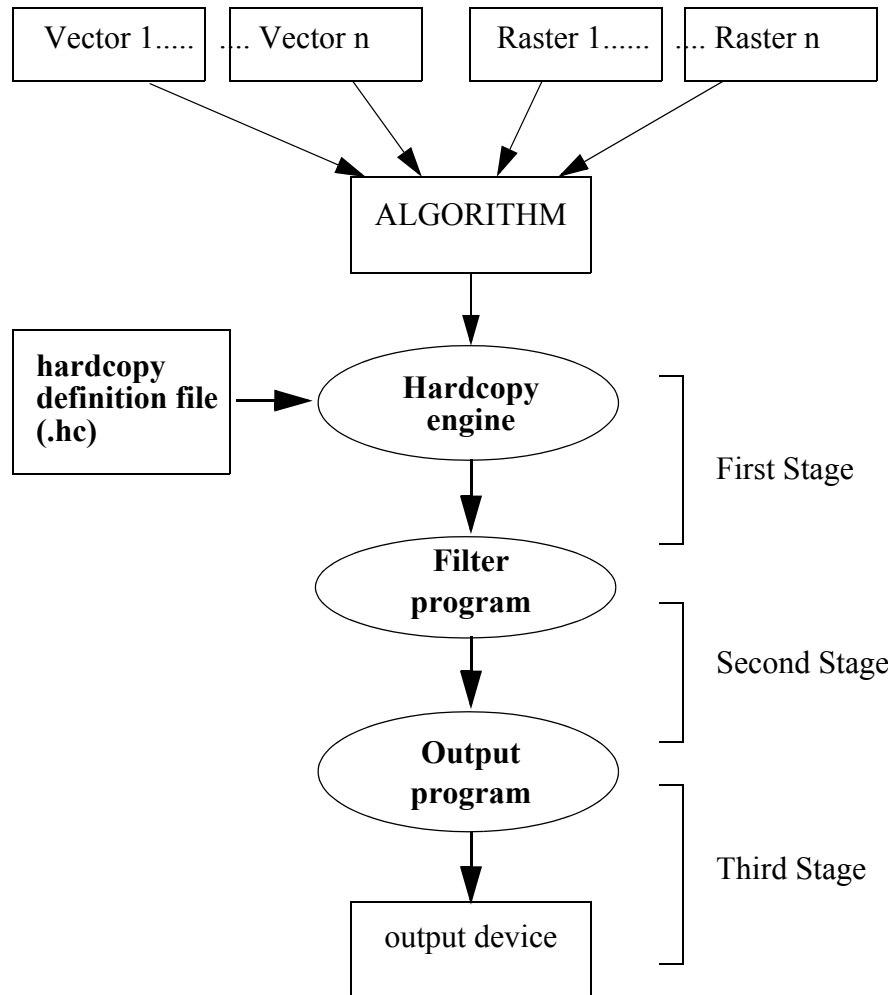 Vector 1..... .... Vector n Raster 1...... .... Raster n
ALGORITHM
hardcopy
definition file
(.hc)
Hardcopy
engine
First Stage
Filter
program
Second Stage
Output
program
Third Stage
output device